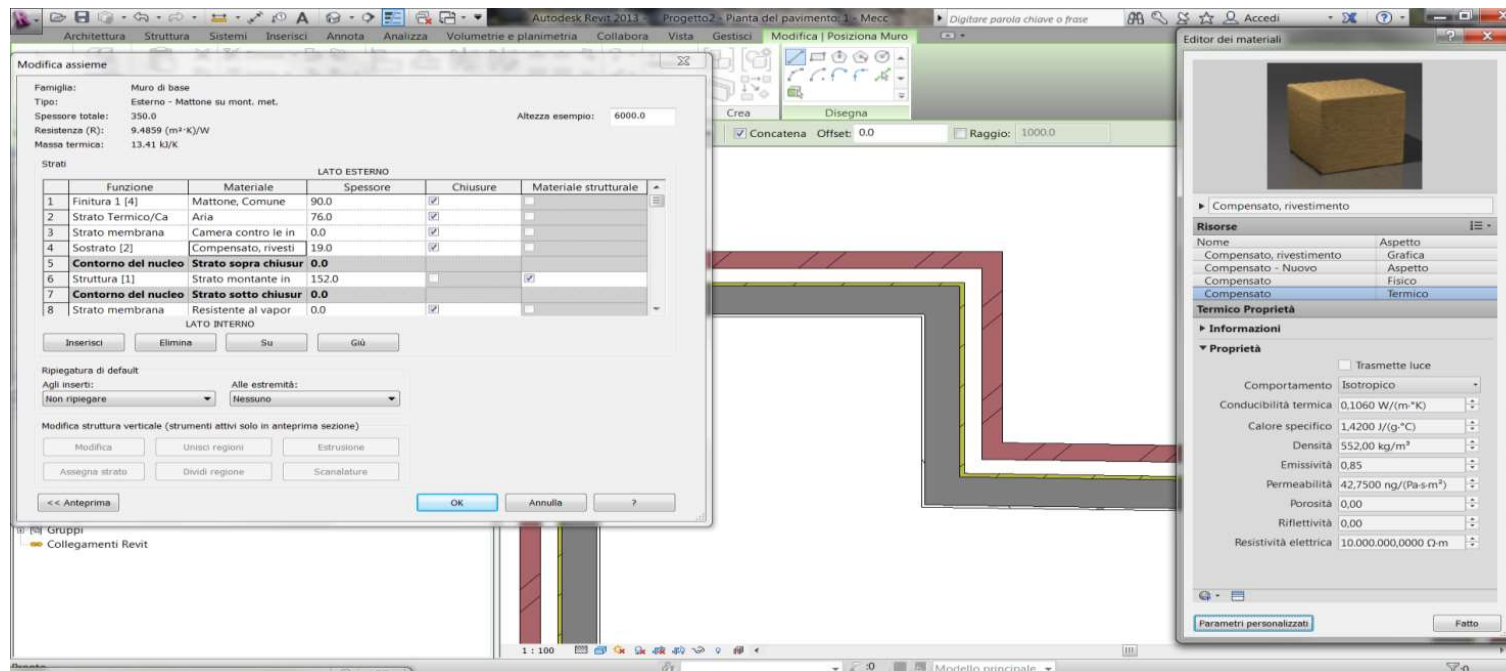 Autodesk Revit 2013 - Progetto2 - Pianta del pavimento: 1 - Mecc
Digitare parola chiave o frase
Accedi
Architettura Struttura Sistemi Inserisci Annota Analizza Volumetrie e planimetria Collabora Vista Gestisci Modifica | Posiziona Muro
Crea Disegna
Concatena Offset: 0.0 Raggio: 1000.0
Modifica assieme
Famiglia: Muro di base
Tipo: Esterno - Mattone su mont. met.
Spessore totale: 350.0 Altezza esempio: 6000.0
Resistenza (R): 9.4859 (m²·K)/W
Massa termica: 13.41 kJ/K
Strati
LATO ESTERNO
Funzione Materiale Spessore Chiusure Materiale strutturale
1 Finitura 1 [4] Mattone, Comune 90.0
2 Strato Termico/Ca Aria 76.0
3 Strato membrana Camera contro le in 0.0
4 Sostrato [2] Compensato, rivesti 19.0
5 Contorno del nucleo Strato sopra chiusur 0.0
6 Struttura [1] Strato montante in 152.0
7 Contorno del nucleo Strato sotto chiusur 0.0
8 Strato membrana Resistente al vapor 0.0
LATO INTERNO
Inserisci Elimina Su Giù
Ripiegatura di default
Agli inserti: Alle estremità:
Non ripiegare Nessuno
Modifica struttura verticale (strumenti attivi solo in anteprima sezione)
Modifica Unisci regioni Estrusione
Assegna strato Dividi regione Scanalature
<< Anteprima OK Annulla ?
Gruppi
Collegamenti Revit
1 : 100
:0 Modello principale :0
Editor dei materiali
Compensato, rivestimento
Risorse
Nome Aspetto
Compensato, rivestimento Grafica
Compensato - Nuovo Aspetto
Compensato Fisico
Compensato Termico
Termico Proprietà
Informazioni
Proprietà
Trasmette luce
Comportamento Isotropico
Conducibilità termica 0,1060 W/(m·°K)
Calore specifico 1,4200 J/(g·°C)
Densità 552,00 kg/m³
Emissività 0,85
Permeabilità 42,7500 ng/(Pa·s·m²)
Porosità 0,00
Riflettività 0,00
Resistività elettrica 10.000.000,0000 Ω·m
Parametri personalizzati Fatto